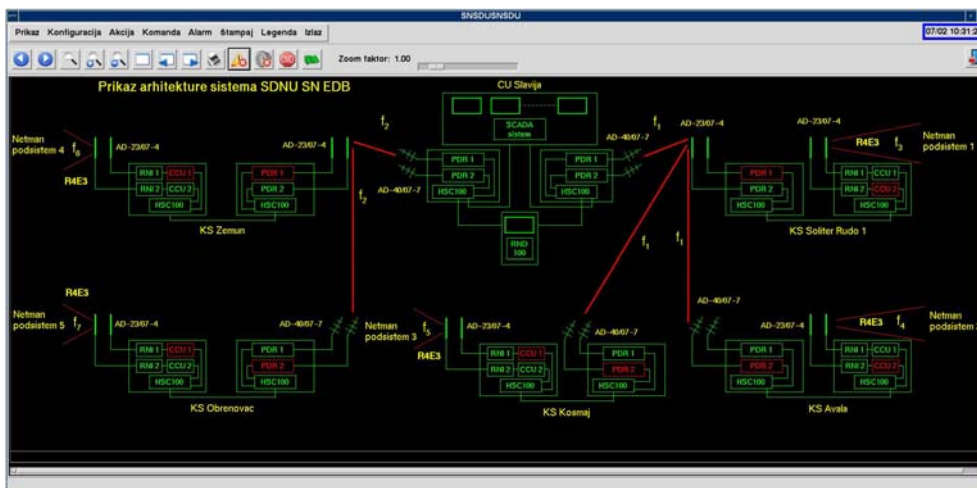 SNSDUSNSDU
Prikaz Konfiguracija Akcija Komanda Alarm Štampaj Legenda Izlaz
07/02 10:31:2
Zoom faktor: 1.00
Prikaz arhitekture sistema SDNU SN EDB
CU Slavija
SCADA
sistem
f2
f1
Netman
podsistem 4
f6
R4E3
AD-23/07-4
RNI 1
CCU 1
RNI 2
CCU 2
HSC100
PDR 1
PDR 2
HSC100
KS Zemun
f2
AD-40/07-7
PDR 1
PDR 2
HSC100
PDR 1
PDR 2
HSC100
AD-40/07-7
RND
100
AD-23/07-4
AD-23/07-4
R4E3
f3
Netman
podsistem 1
PDR 1
PDR 2
HSC100
RNI 1
CCU 1
RNI 2
CCU 2
HSC100
KS Soliter Rudo 1
f1
f1
R4E3
Netman
podsistem 5
f7
AD-23/07-4
AD-40/07-7
RNI 1
CCU 1
RNI 2
CCU 2
HSC100
PDR 1
PDR 2
HSC100
KS Obrenovac
Netman
podsistem 3
f5
R4E3
AD-23/07-4
AD-40/07-7
RNI 1
CCU 1
RNI 2
CCU 2
HSC100
PDR 1
PDR 2
HSC100
KS Kosmaj
AD-40/07-7
AD-23/07-4
R4E3
f4
Netman
podsistem
PDR 1
PDR 2
HSC100
RNI 1
CCU 1
RNI 2
CCU 2
HSC100
KS Avala